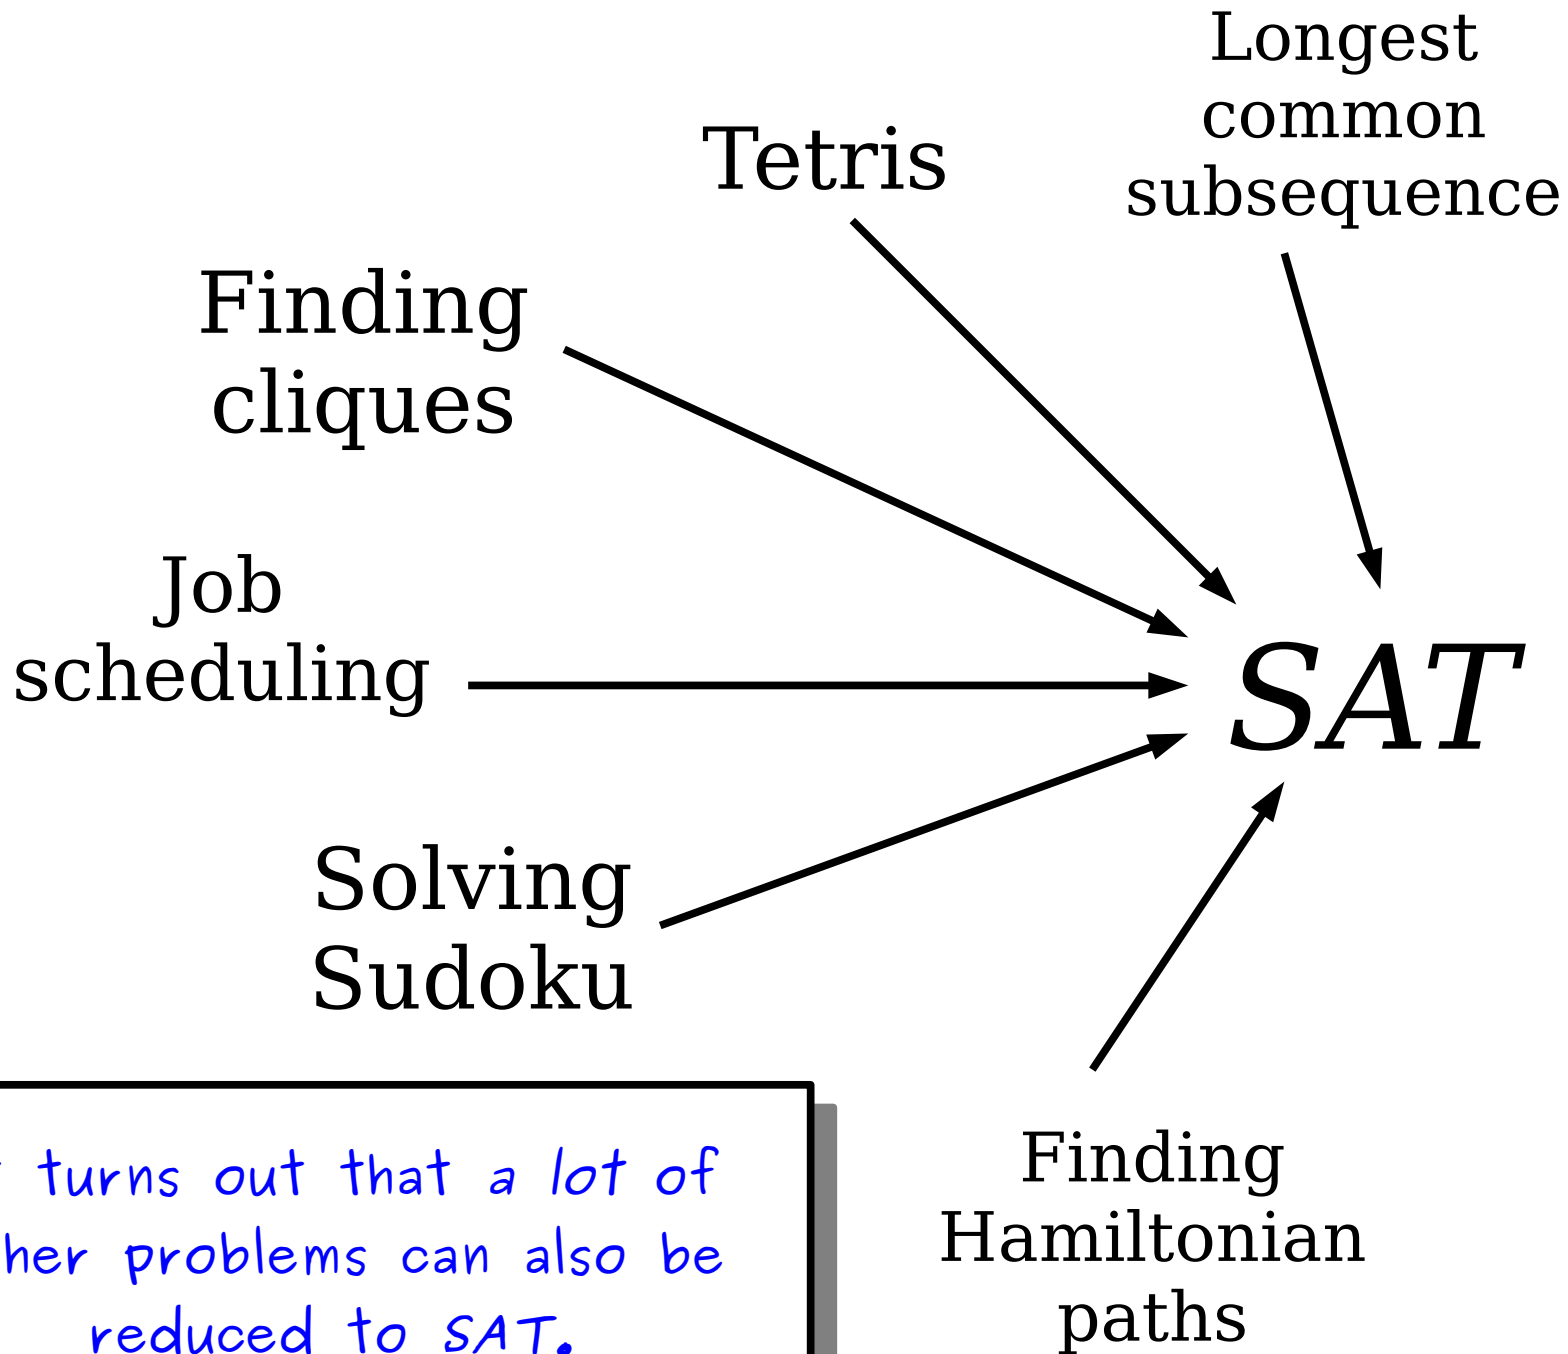 Longest
common
subsequence
Tetris
Finding
cliques
Job
scheduling
SAT
Solving
Sudoku
Finding
Hamiltonian
paths
turns out that a lot of
problems can also be
reduced to SAT.